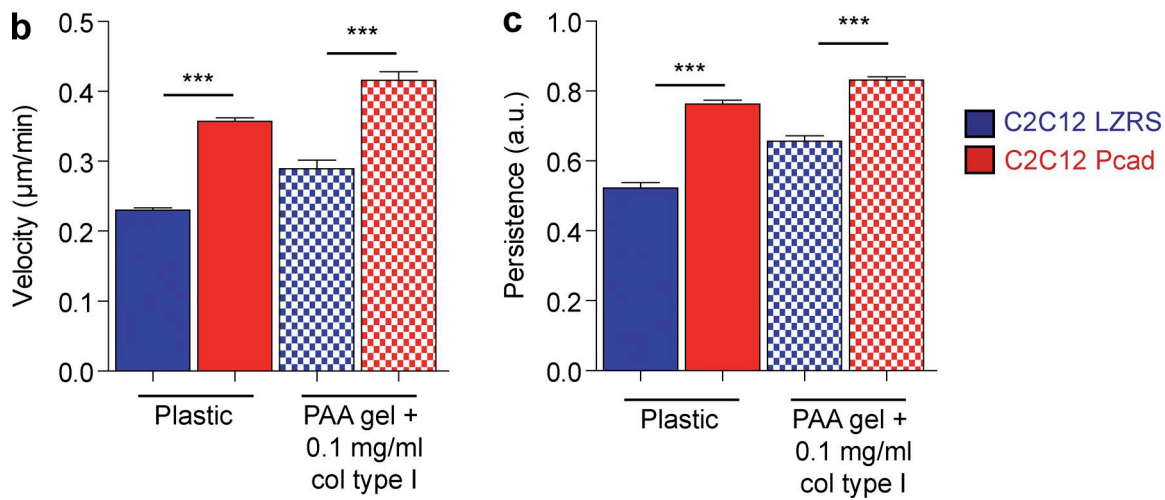 b
Velocity (µm/min)
0.5
0.4
0.3
0.2
0.1
0.0
***
***
Plastic
PAA gel +
0.1 mg/ml
col type I
c
Persistence (a.u.)
1.0
0.8
0.6
0.4
0.2
0.0
***
***
Plastic
PAA gel +
0.1 mg/ml
col type I
C2C12 LZRS
C2C12 Pcad